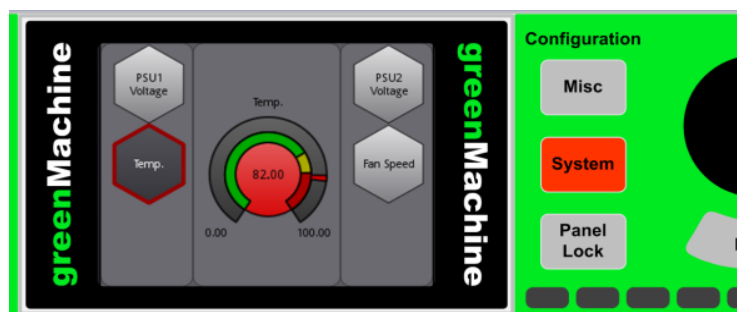 greenMachine
PSU1
Voltage
Temp.
Temp.
82.00
0.00
100.00
PSU2
Voltage
Fan Speed
greenMachine
Configuration
Misc
System
Panel
Lock